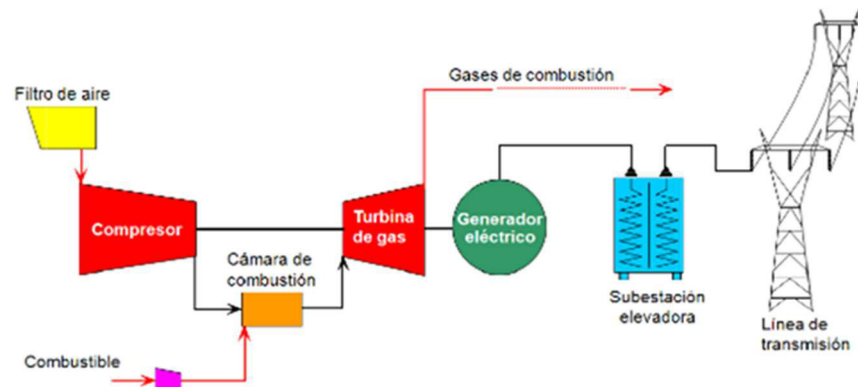 Filtro de aire
Gases de combustión
Compresor
Turbina
de gas
Generador
eléctrico
Cámara de
combustión
Subestación
elevadora
Línea de
transmisión
Combustible